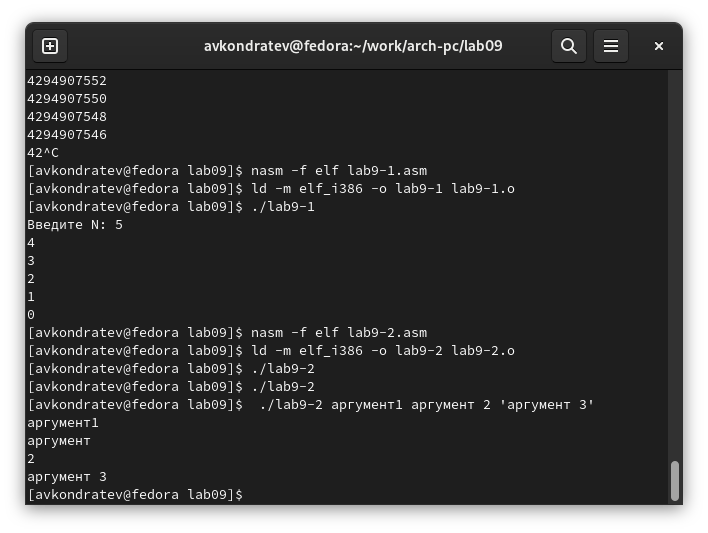 avkondratev@fedora:~/work/arch-pc/lab09
4294907552
4294907550
4294907548
4294907546
42^C
[avkondratev@fedora lab09]$ nasm -f elf lab9-1.asm
[avkondratev@fedora lab09]$ ld -m elf_i386 -o lab9-1 lab9-1.o
[avkondratev@fedora lab09]$ ./lab9-1
Введите N: 5
4
3
2
1
0
[avkondratev@fedora lab09]$ nasm -f elf lab9-2.asm
[avkondratev@fedora lab09]$ ld -m elf_i386 -o lab9-2 lab9-2.o
[avkondratev@fedora lab09]$ ./lab9-2
[avkondratev@fedora lab09]$ ./lab9-2
[avkondratev@fedora lab09]$  ./lab9-2 аргумент1 аргумент 2 'аргумент 3'
аргумент1
аргумент
2
аргумент 3
[avkondratev@fedora lab09]$